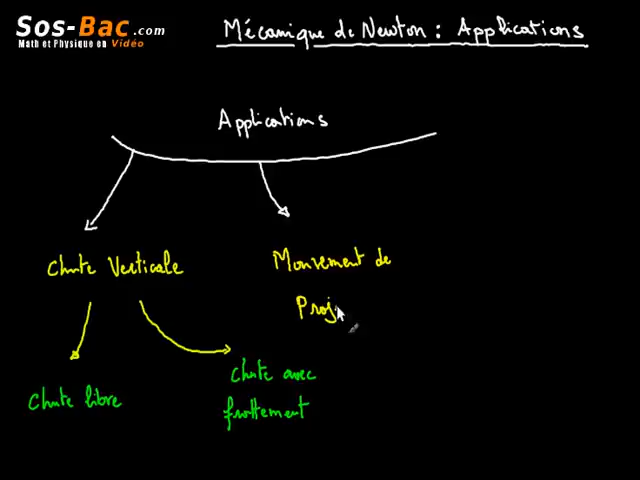 Sos-Bac.com
Math et Physique en Vidéo
Mécanique de Newton : Applications
Applications
Chute Verticale
Mouvement de
Proj
Chute libre
Chute avec
frottement